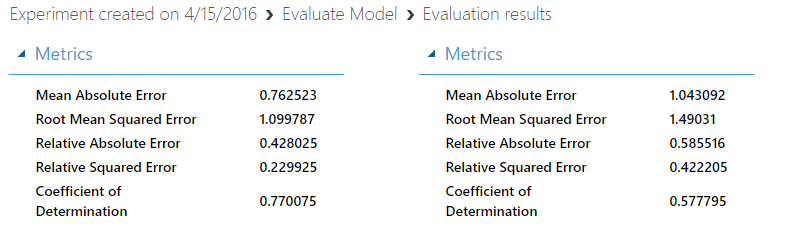 Experiment created on 4/15/2016 ❯ Evaluate Model ❯ Evaluation results
Metrics
Mean Absolute Error 0.762523
Root Mean Squared Error 1.099787
Relative Absolute Error 0.428025
Relative Squared Error 0.229925
Coefficient of
Determination 0.770075
Metrics
Mean Absolute Error 1.043092
Root Mean Squared Error 1.49031
Relative Absolute Error 0.585516
Relative Squared Error 0.422205
Coefficient of
Determination 0.577795